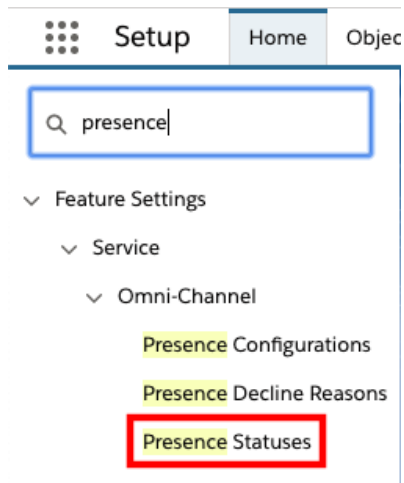 Setup Home Objec
presence
Feature Settings
Service
Omni-Channel
Presence Configurations
Presence Decline Reasons
Presence Statuses